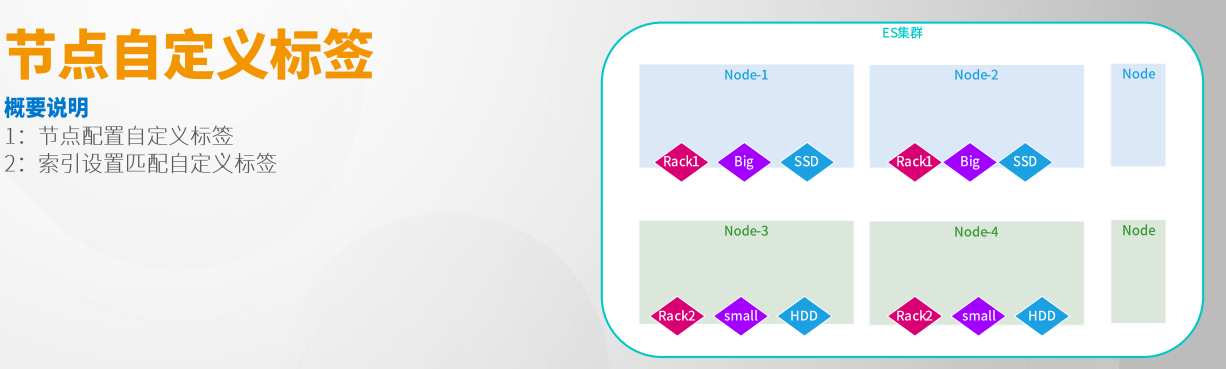 节点自定义标签
概要说明
1：节点配置自定义标签
2：索引设置匹配自定义标签
ES集群
Node-1
Node-2
Node
Rack1
Big
SSD
Rack1
Big
SSD
Node-3
Node-4
Node
Rack2
small
HDD
Rack2
small
HDD